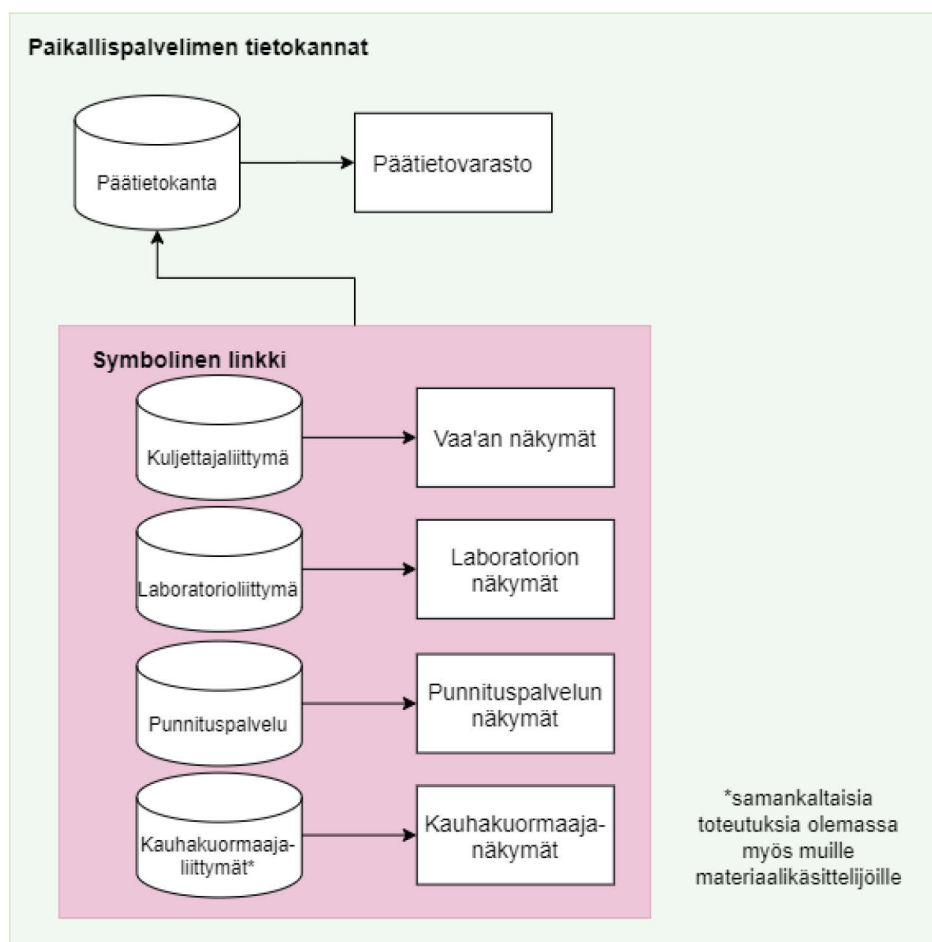 Paikallispalvelimen tietokannat
Päätietokanta
Päätietovarasto
Symbolinen linkki
Kuljettajaliittymä
Vaa'an näkymät
Laboratorioliittymä
Laboratorion
näkymät
Punnituspalvelu
Punnituspalvelun
näkymät
Kauhakuormaaja-
liittymät*
Kauhakuormaaja-
näkymät
*samankaltaisia
toteutuksia olemassa
myös muille
materiaalikäsittelijöille